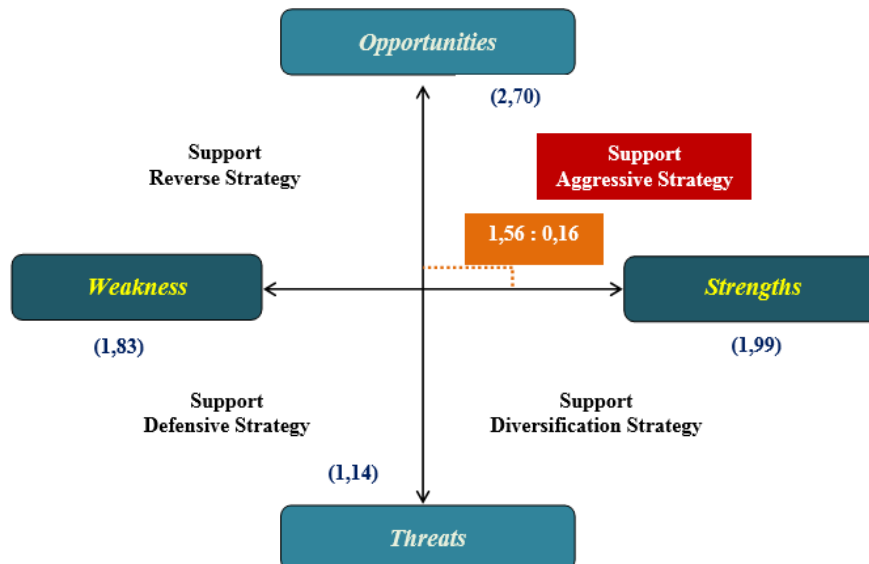 Opportunities
(2,70)
Support
Reverse Strategy
Support
Aggressive Strategy
1,56 : 0,16
Weakness
Strengths
(1,83)
(1,99)
Support
Defensive Strategy
Support
Diversification Strategy
(1,14)
Threats